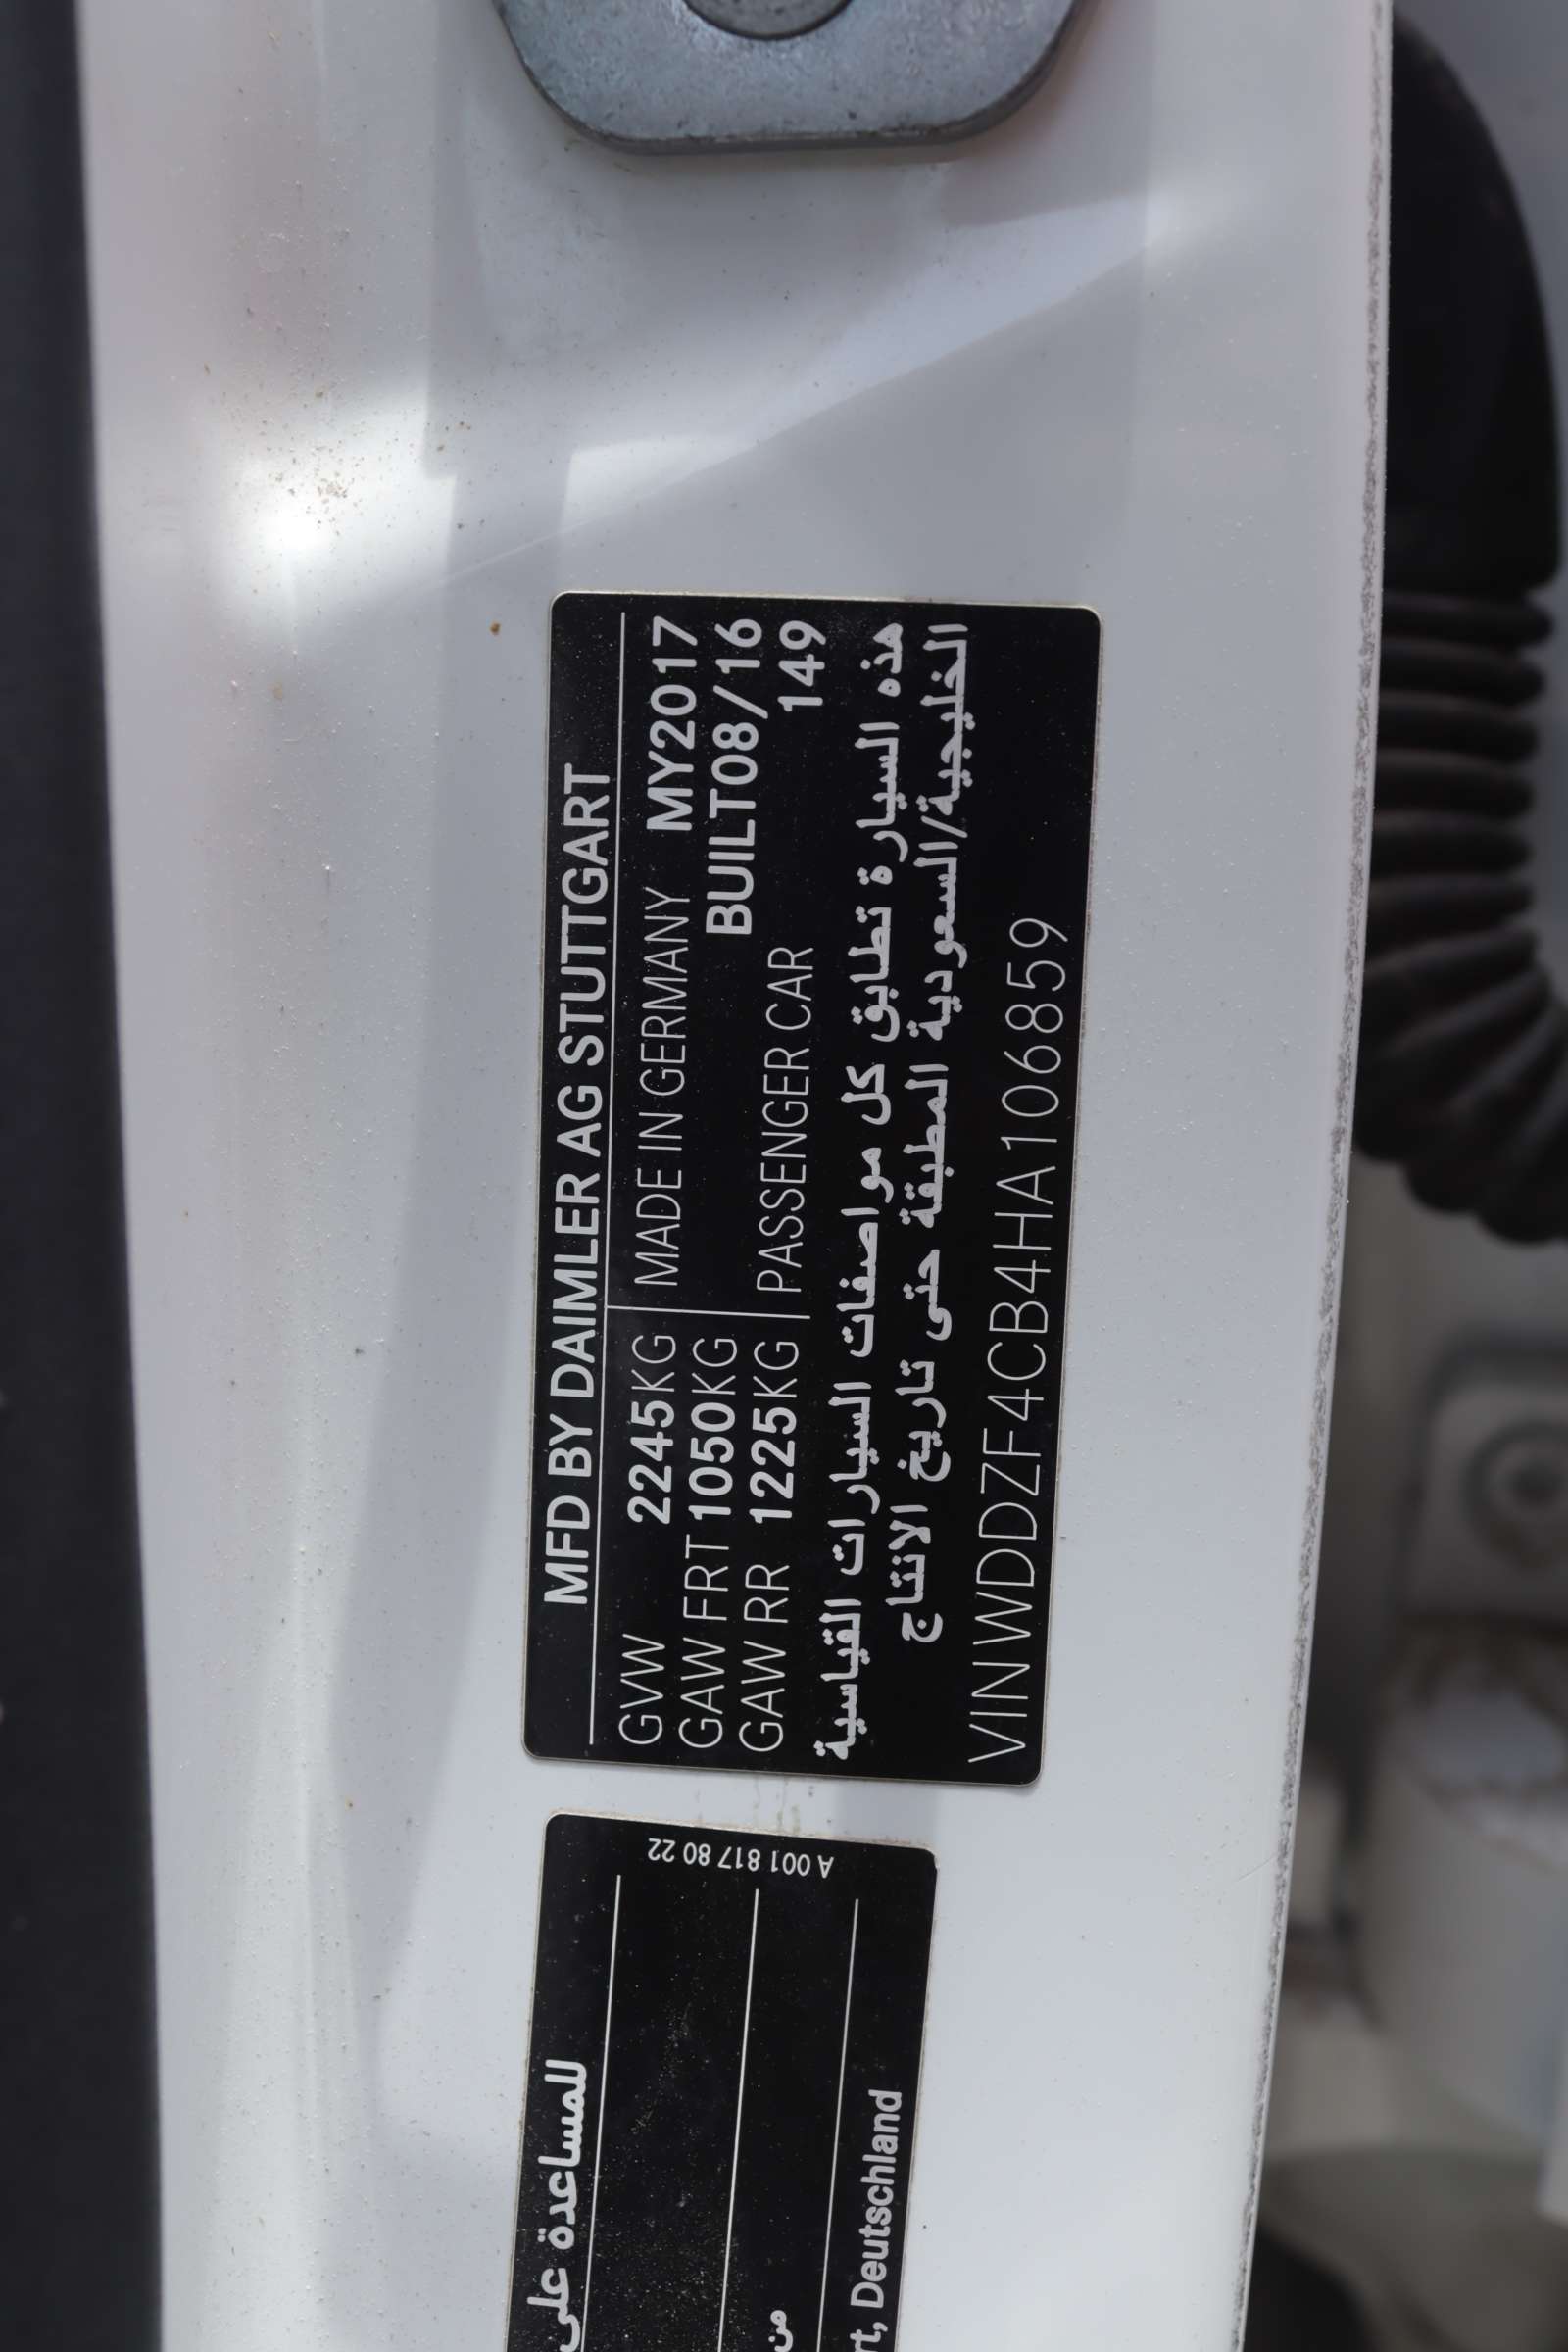 MFD BY DAIMLER AG STUTTGART
GVW 2245KG MADE IN GERMANY MY2017
GAW FRT 1050KG BUILT08/16
GAW RR 1225KG PASSENGER CAR 149
هذه السيارة تطابق كل مواصفات السيارات القياسية
الخليجية/السعودية المطبقة حتى تاريخ الانتاج
VIN WDDZF4CB4HA106859
A 001 817 80 22
للمساعدة على
من
rt, Deutschland